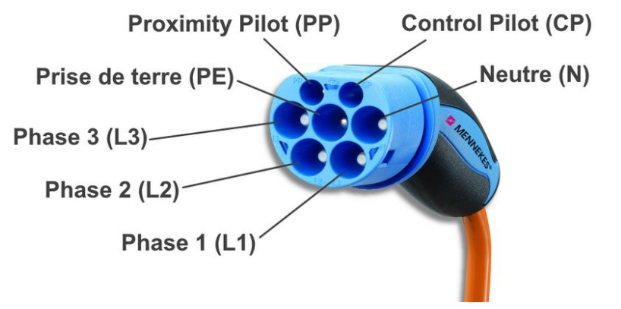 Proximity Pilot (PP)
Control Pilot (CP)
Prise de terre (PE)
Neutre (N)
Phase 3 (L3)
Phase 2 (L2)
Phase 1 (L1)
MENNEKES